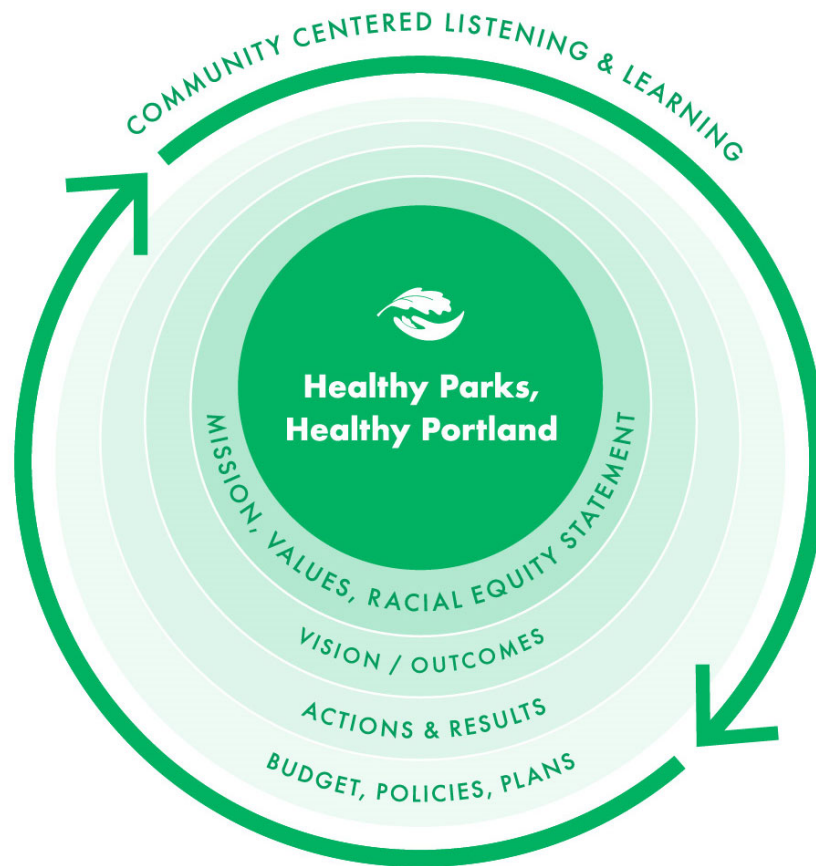 COMMUNITY CENTERED LISTENING & LEARNING
Healthy Parks,
Healthy Portland
MISSION, VALUES, RACIAL EQUITY STATEMENT
VISION / OUTCOMES
ACTIONS & RESULTS
BUDGET, POLICIES, PLANS